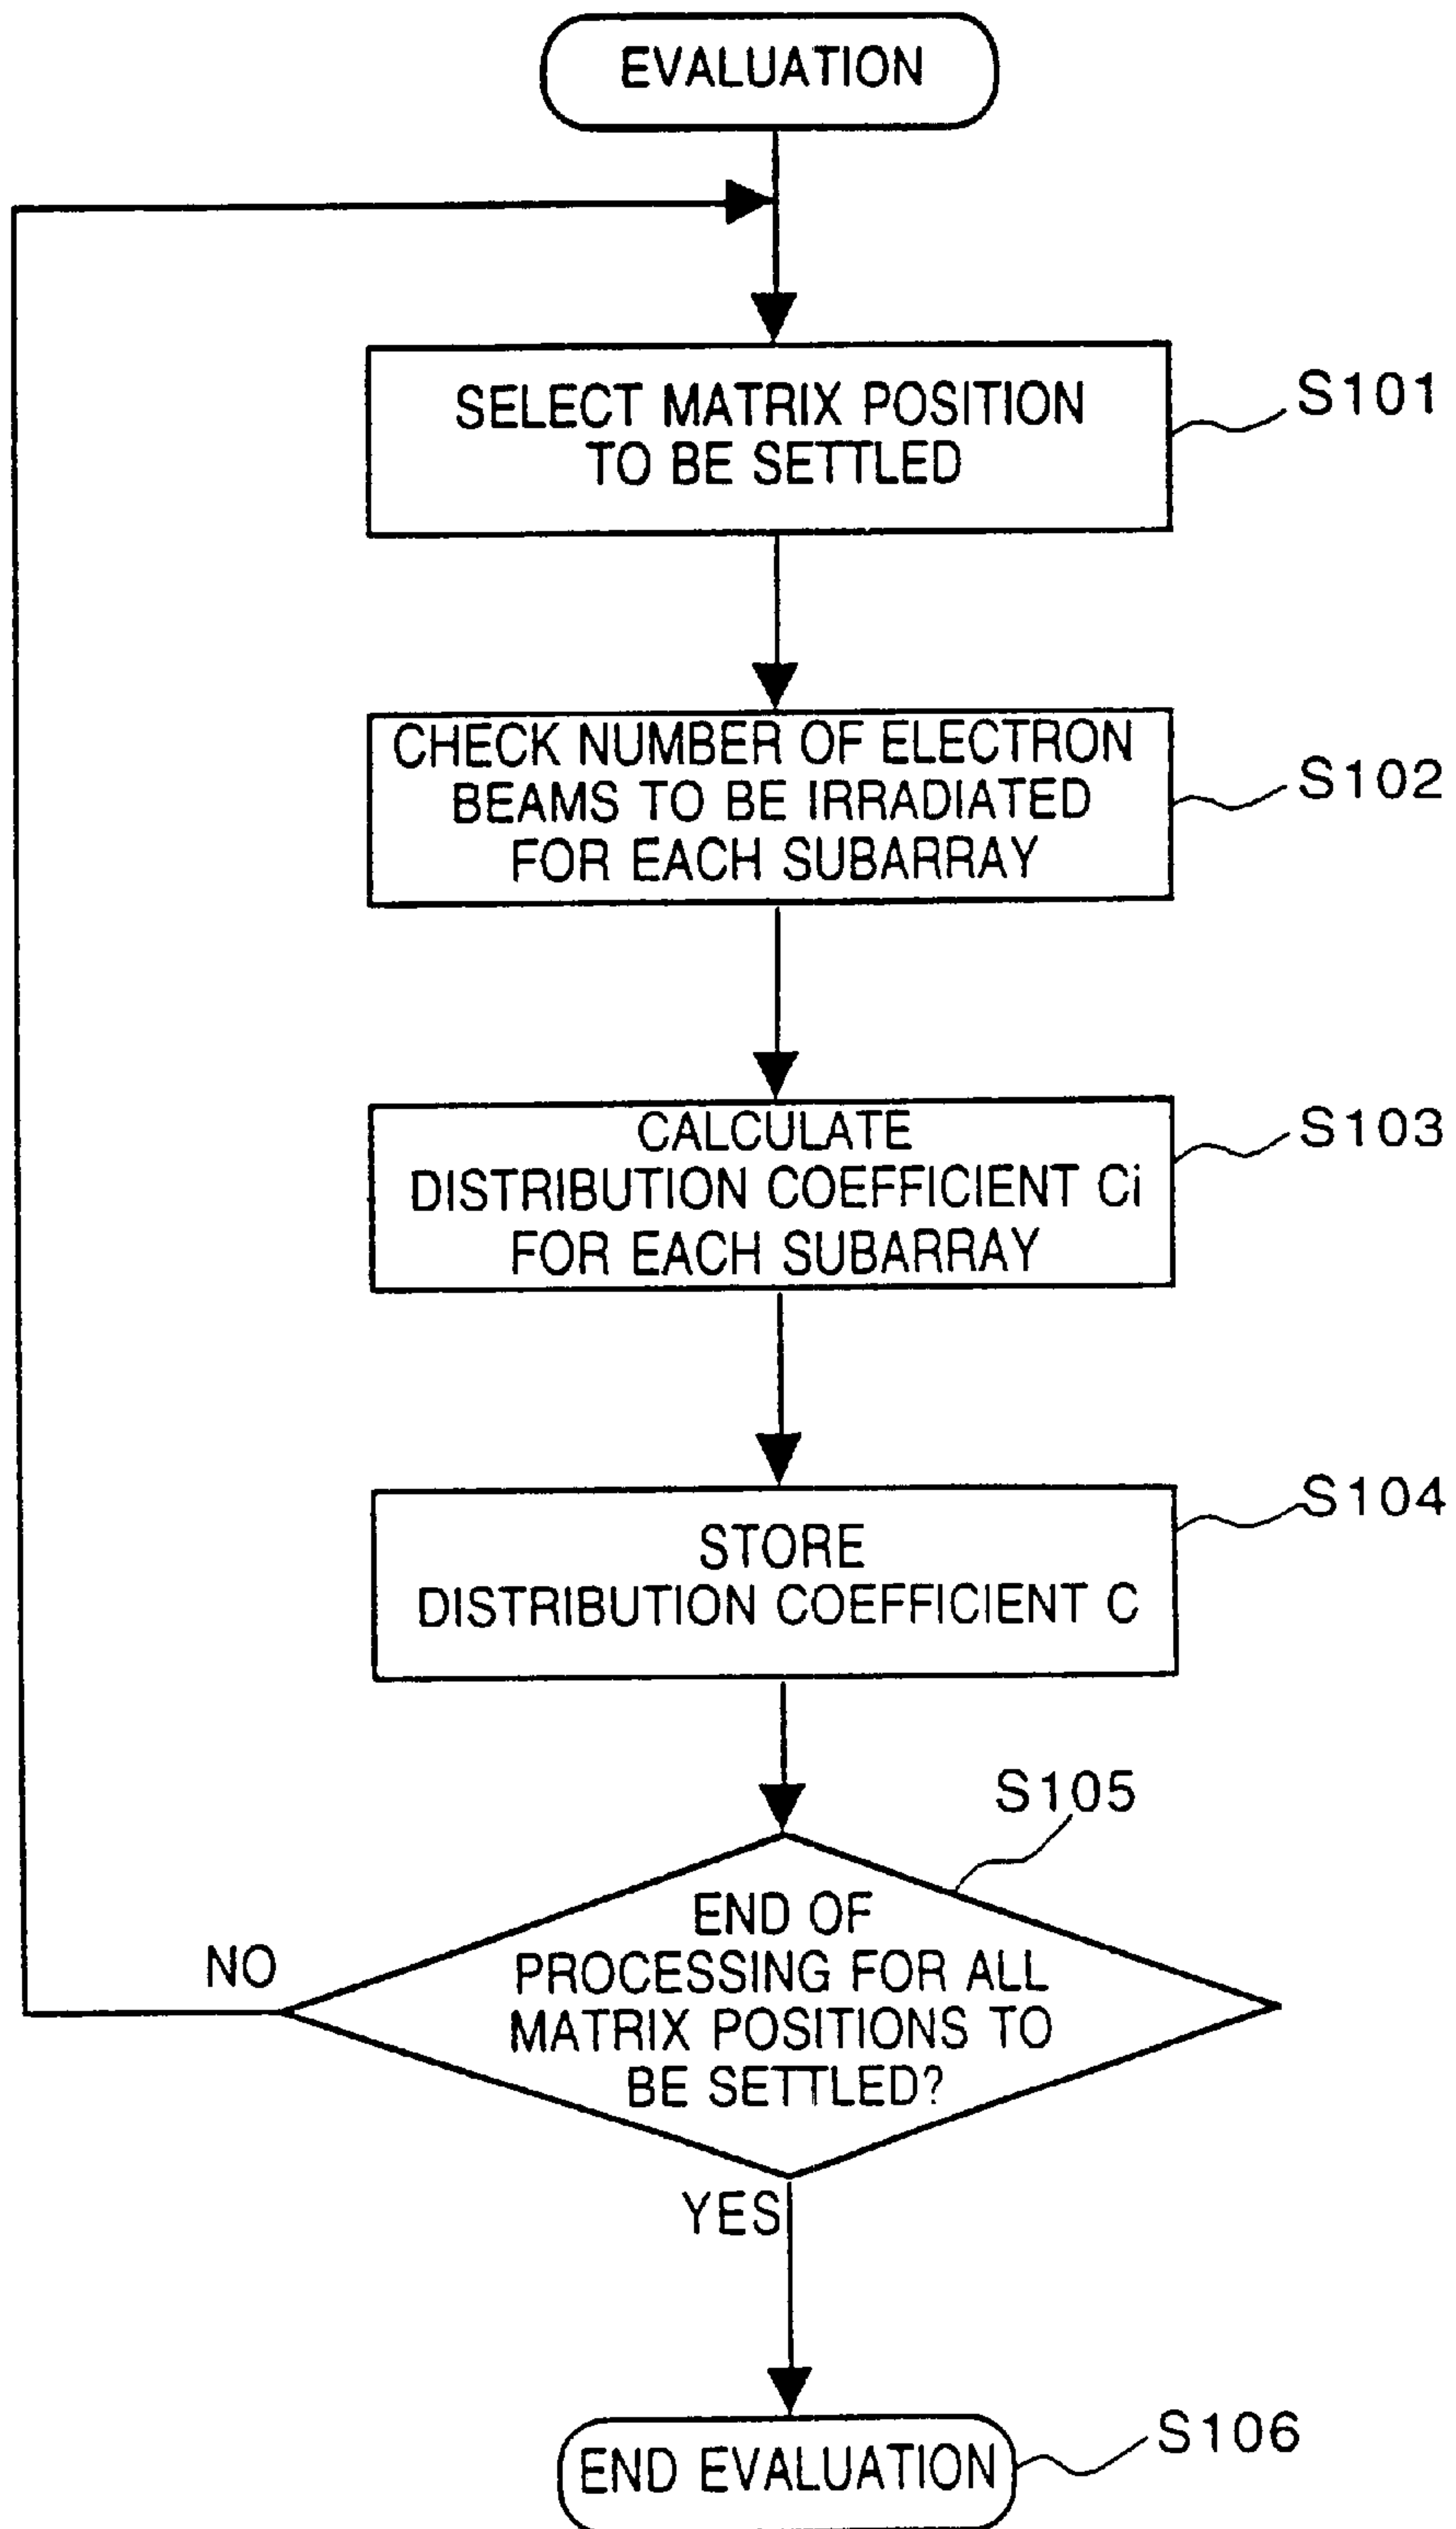 EVALUATION
SELECT MATRIX POSITION
TO BE SETTLED
S101
CHECK NUMBER OF ELECTRON
BEAMS TO BE IRRADIATED
FOR EACH SUBARRAY
S102
CALCULATE
DISTRIBUTION COEFFICIENT Ci
FOR EACH SUBARRAY
S103
STORE
DISTRIBUTION COEFFICIENT C
S104
S105
END OF
PROCESSING FOR ALL
MATRIX POSITIONS TO
BE SETTLED?
NO
YES
END EVALUATION
S106